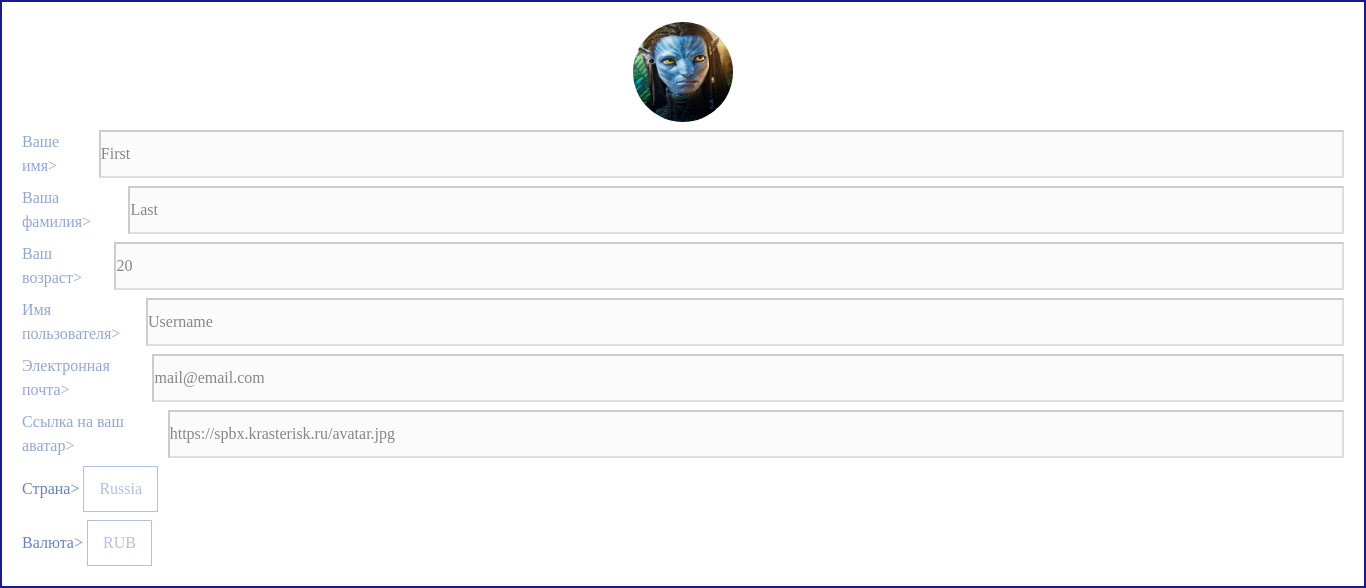 Ваше
имя>
First
Ваша
фамилия>
Last
Ваш
возраст>
20
Имя
пользователя>
Username
Электронная
почта>
mail@email.com
Ссылка на ваш
аватар>
https://spbx.krasterisk.ru/avatar.jpg
Страна> Russia
Валюта> RUB